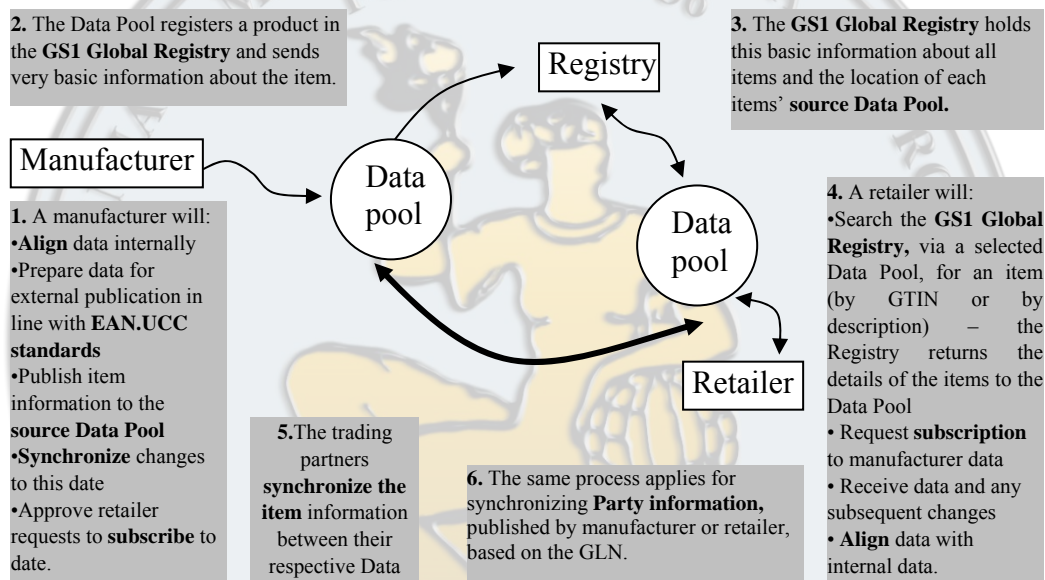 2. The Data Pool registers a product in
the GS1 Global Registry and sends
very basic information about the item.
Registry
3. The GS1 Global Registry holds
this basic information about all
items and the location of each
items’ source Data Pool.
Manufacturer
Data
pool
Data
pool
Retailer
1. A manufacturer will:
•Align data internally
•Prepare data for
external publication in
line with EAN.UCC
standards
•Publish item
information to the
source Data Pool
•Synchronize changes
to this date
•Approve retailer
requests to subscribe to
date.
4. A retailer will:
•Search the GS1 Global
Registry, via a selected
Data Pool, for an item
(by GTIN or by
description) – the
Registry returns the
details of the items to the
Data Pool
• Request subscription
to manufacturer data
• Receive data and any
subsequent changes
• Align data with
internal data.
5.The trading
partners
synchronize the
item information
between their
respective Data
6. The same process applies for
synchronizing Party information,
published by manufacturer or retailer,
based on the GLN.